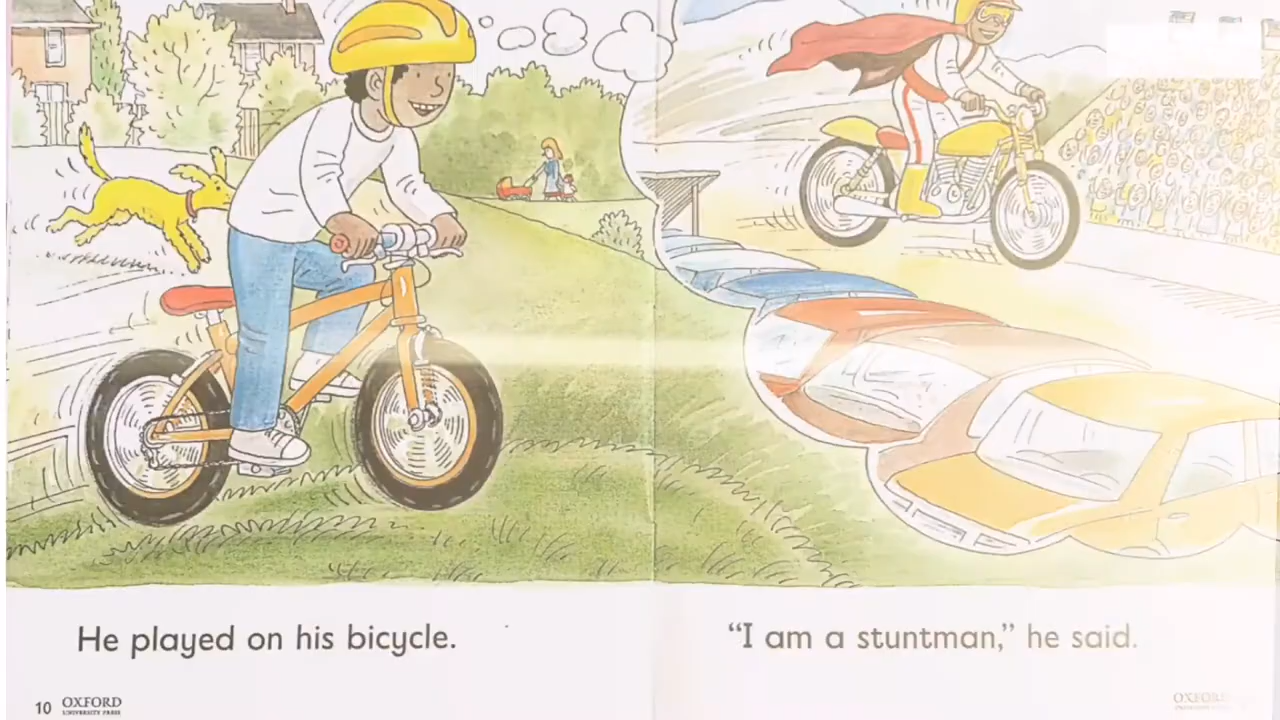 He played on his bicycle.
10 OXFORD
UNIVERSITY PRESS
“I am a stuntman,” he said.
OXFORD